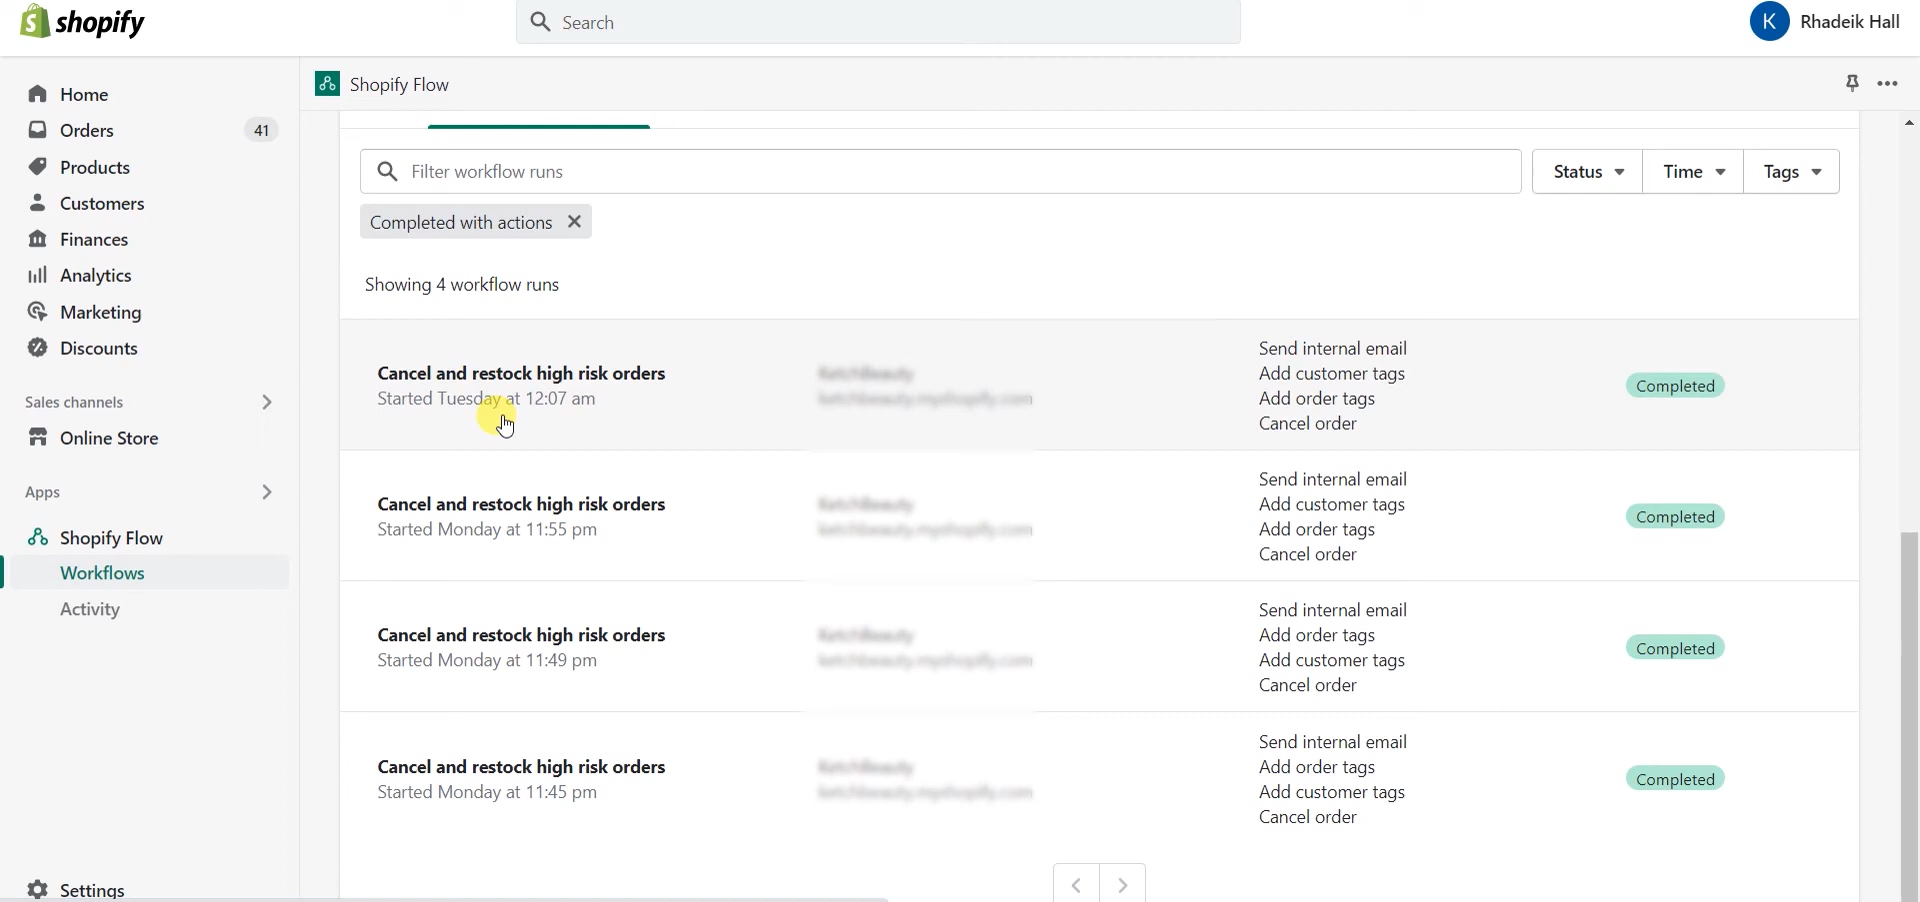 shopify
Search
K
Rhadeik Hall
Home
Orders
41
Products
Customers
Finances
Analytics
Marketing
Discounts
Sales channels
Online Store
Apps
Shopify Flow
Workflows
Activity
Settings
Shopify Flow
Filter workflow runs
Status
Time
Tags
Completed with actions
Showing 4 workflow runs
Cancel and restock high risk orders
Started Tuesday at 12:07 am
Send internal email
Add customer tags
Add order tags
Cancel order
Completed
Cancel and restock high risk orders
Started Monday at 11:55 pm
Send internal email
Add customer tags
Add order tags
Cancel order
Completed
Cancel and restock high risk orders
Started Monday at 11:49 pm
Send internal email
Add order tags
Add customer tags
Cancel order
Completed
Cancel and restock high risk orders
Started Monday at 11:45 pm
Send internal email
Add order tags
Add customer tags
Cancel order
Completed